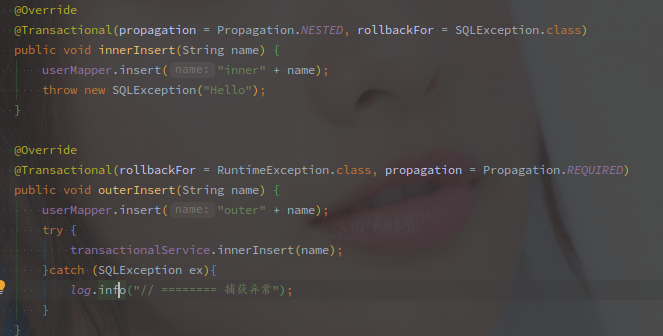 @Override
@Transactional(propagation = Propagation.NESTED, rollbackFor = SQLException.class)
public void innerInsert(String name) {
userMapper.insert( name: "inner" + name);
throw new SQLException("Hello");
}
@Override
@Transactional(rollbackFor = RuntimeException.class, propagation = Propagation.REQUIRED)
public void outerInsert(String name) {
userMapper.insert( name: "outer" + name);
try {
transactionalService.innerInsert(name);
}catch (SQLException ex){
log.info("// ======== 捕获异常");
}
}